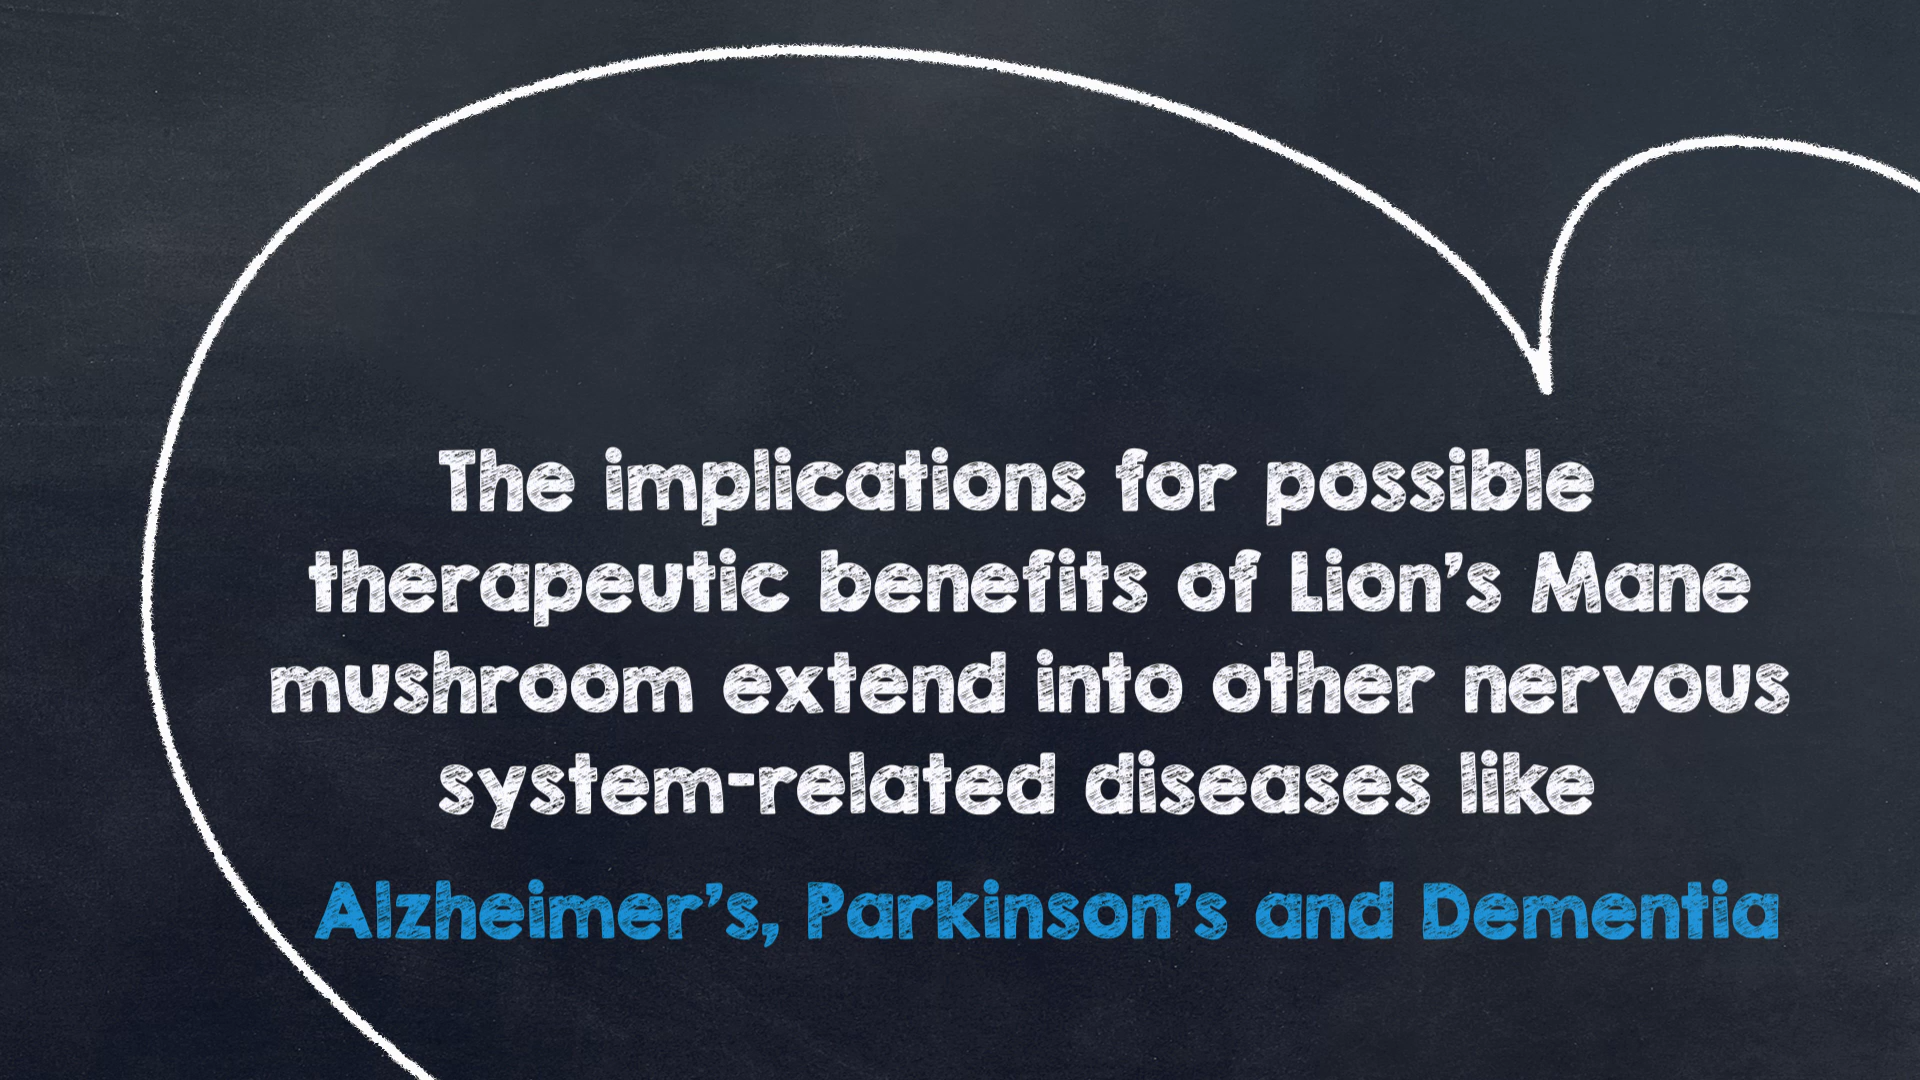 The implications for possible
therapeutic benefits of Lion’s Mane
mushroom extend into other nervous
system-related diseases like
Alzheimer’s, Parkinson’s and Dementia